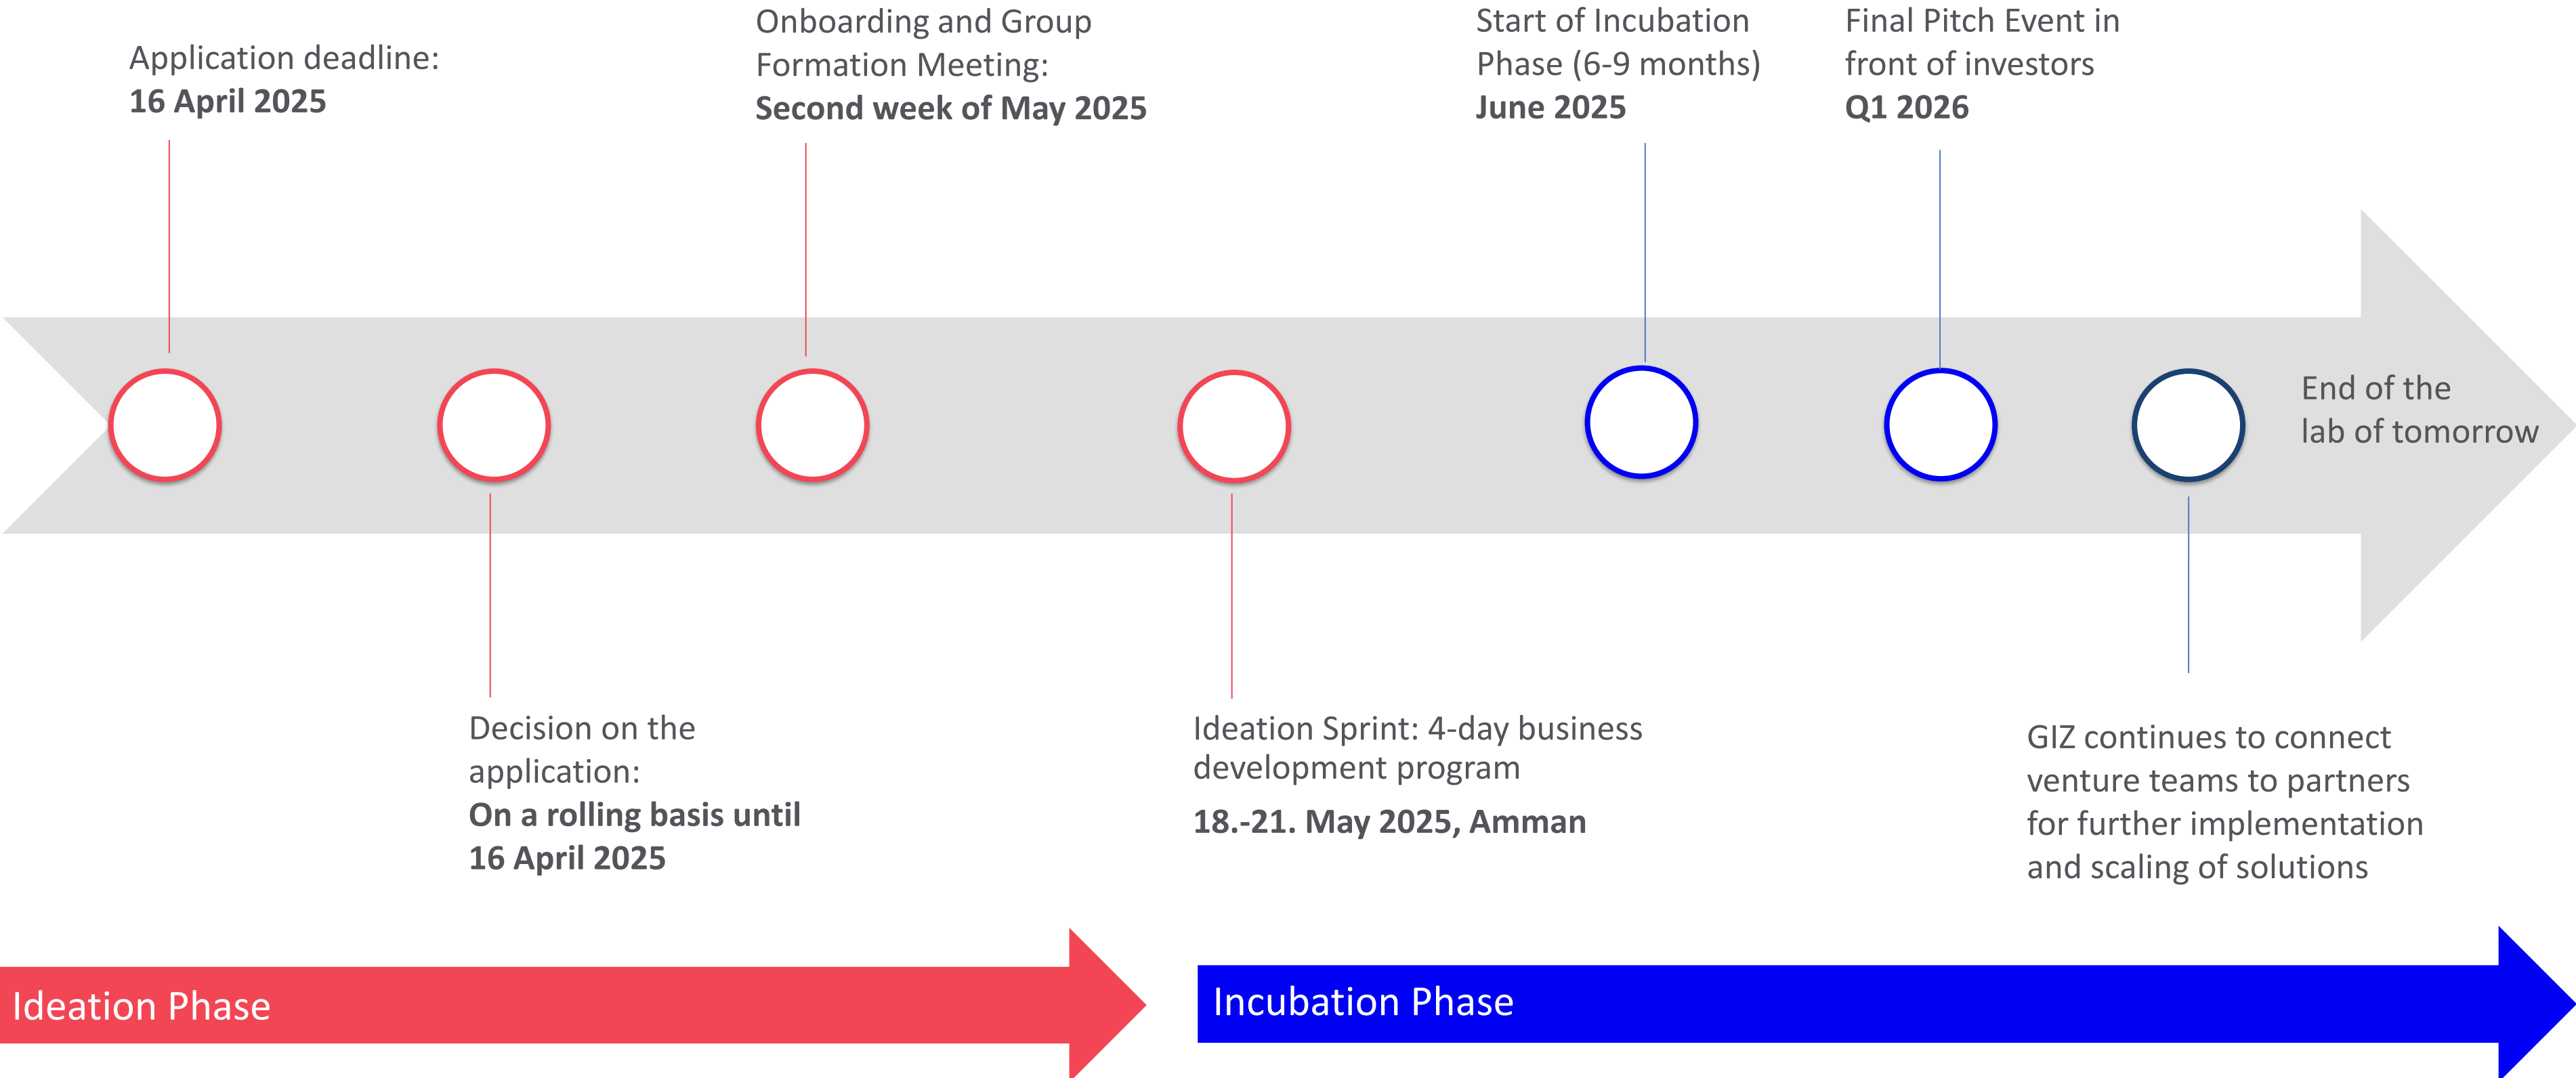 Application deadline:
16 April 2025
Onboarding and Group
Formation Meeting:
Second week of May 2025
Start of Incubation
Phase (6-9 months)
June 2025
Final Pitch Event in
front of investors
Q1 2026
End of the
lab of tomorrow
Decision on the
application:
On a rolling basis until
16 April 2025
Ideation Sprint: 4-day business
development program
18.-21. May 2025, Amman
GIZ continues to connect
venture teams to partners
for further implementation
and scaling of solutions
Ideation Phase
Incubation Phase